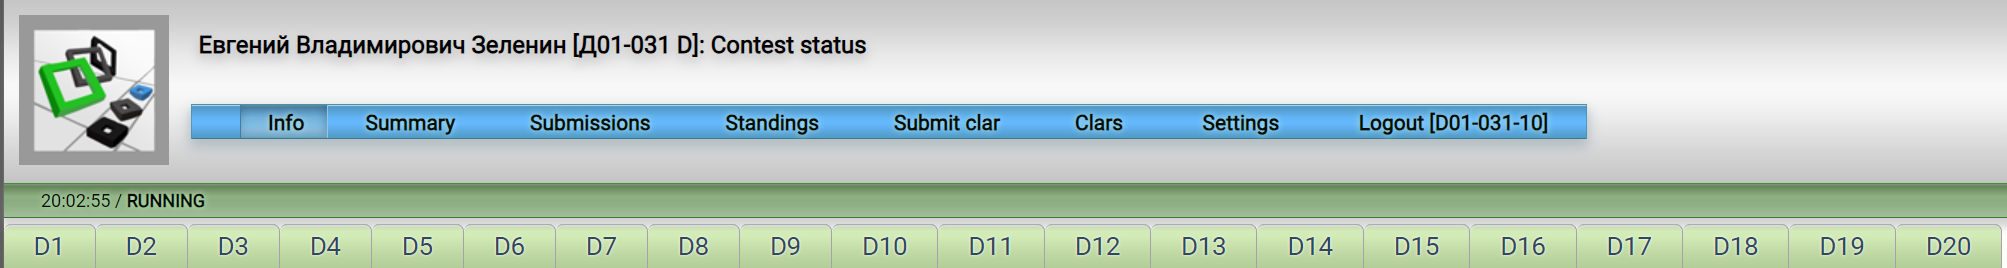 Евгений Владимирович Зеленин [Д01-031 D]: Contest status
Info Summary Submissions Standings Submit clar Clars Settings Logout [D01-031-10]
20:02:55 / RUNNING
D1 D2 D3 D4 D5 D6 D7 D8 D9 D10 D11 D12 D13 D14 D15 D16 D17 D18 D19 D20